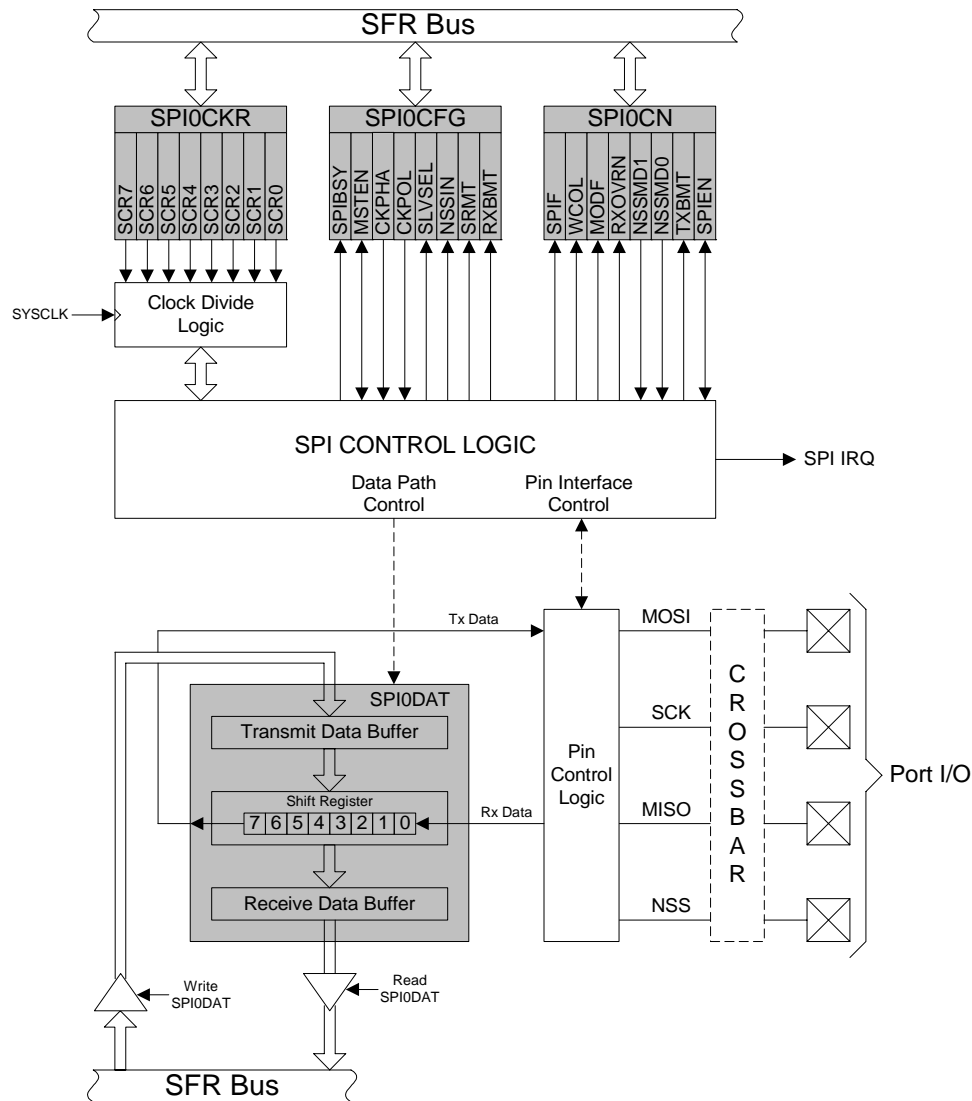 SFR Bus
SPI0CKR
SCR7
SCR6
SCR5
SCR4
SCR3
SCR2
SCR1
SCR0
SPI0CFG
SPIBSY
MSTEN
CKPHA
CKPOL
SLVSEL
NSSIN
SRMT
RXBMT
SPI0CN
SPIF
WCOL
MODF
RXOVRN
NSSMD1
NSSMD0
TXBMT
SPIEN
SYSCLK
Clock Divide
Logic
SPI CONTROL LOGIC
Data Path
Control
Pin Interface
Control
SPI IRQ
Tx Data
SPI0DAT
Transmit Data Buffer
Shift Register
7 6 5 4 3 2 1 0
Rx Data
Receive Data Buffer
Pin
Control
Logic
MOSI
SCK
MISO
NSS
CROSSBAR
Port I/O
Write
SPI0DAT
Read
SPI0DAT
SFR Bus